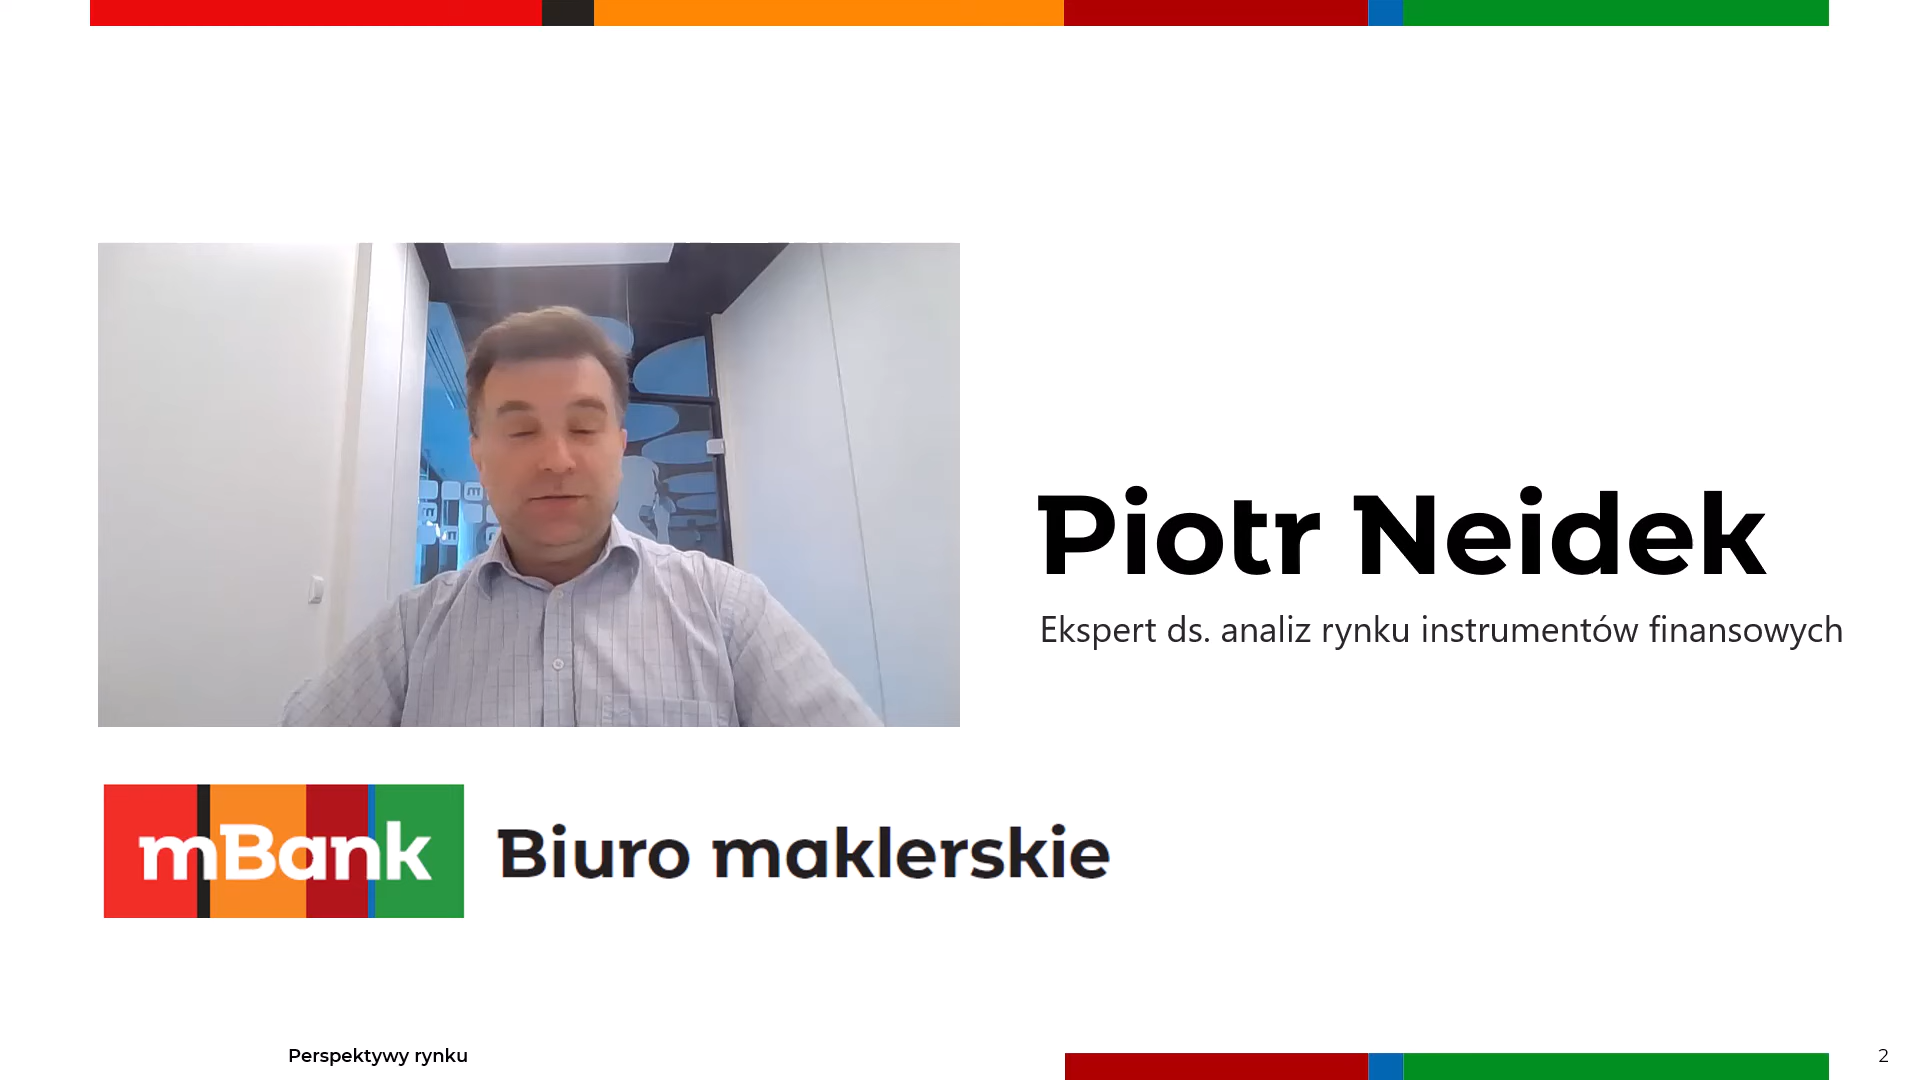 Piotr Neidek
Ekspert ds. analiz rynku instrumentów finansowych
mBank Biuro maklerskie
Perspektywy rynku
2